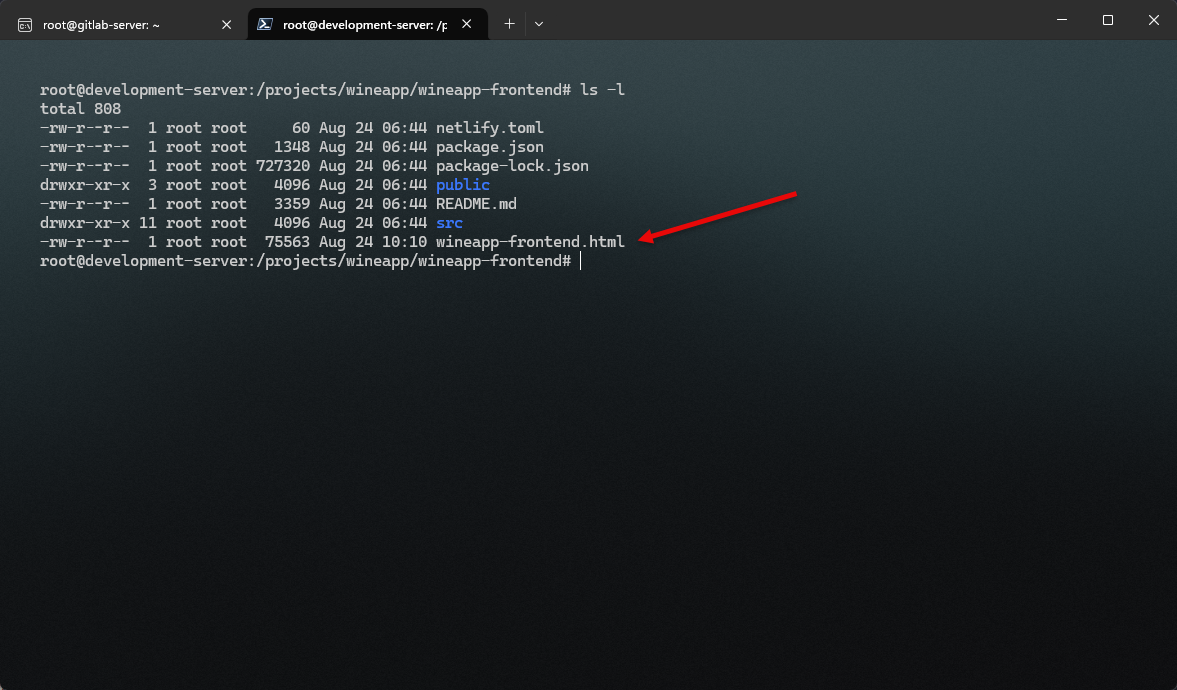 root@gitlab-server: ~
root@development-server: /p
root@development-server:/projects/wineapp/wineapp-frontend# ls -l
total 808
-rw-r--r--  1 root root     60 Aug 24 06:44 netlify.toml
-rw-r--r--  1 root root   1348 Aug 24 06:44 package.json
-rw-r--r--  1 root root 727320 Aug 24 06:44 package-lock.json
drwxr-xr-x  3 root root   4096 Aug 24 06:44 public
-rw-r--r--  1 root root   3359 Aug 24 06:44 README.md
drwxr-xr-x 11 root root   4096 Aug 24 06:44 src
-rw-r--r--  1 root root  75563 Aug 24 10:10 wineapp-frontend.html
root@development-server:/projects/wineapp/wineapp-frontend#